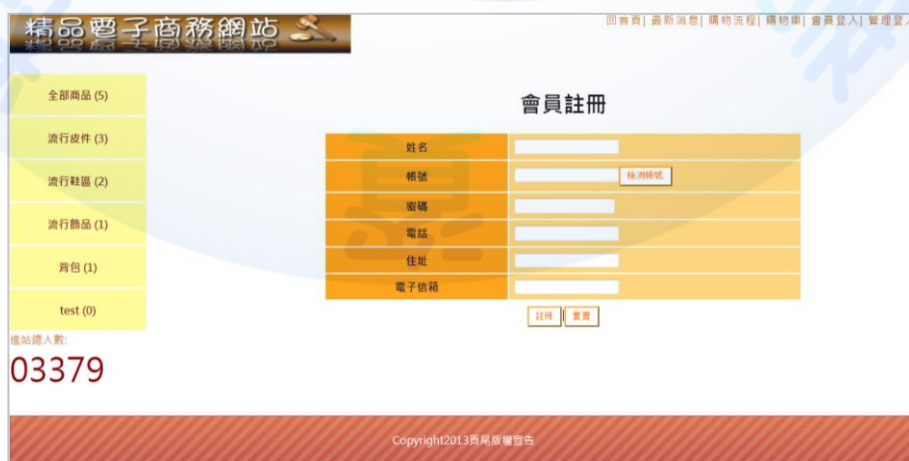 精品電子商務網站
回首頁| 最新消息| 購物流程| 購物車| 會員登入| 管理登入
全部商品 (5)
流行皮件 (3)
流行鞋區 (2)
流行飾品 (1)
背包 (1)
test (0)
進站總人數:
03379
會員註冊
姓名
帳號 檢測帳號
密碼
電話
住址
電子信箱
註冊 | 重置
Copyright2013頁尾版權宣告